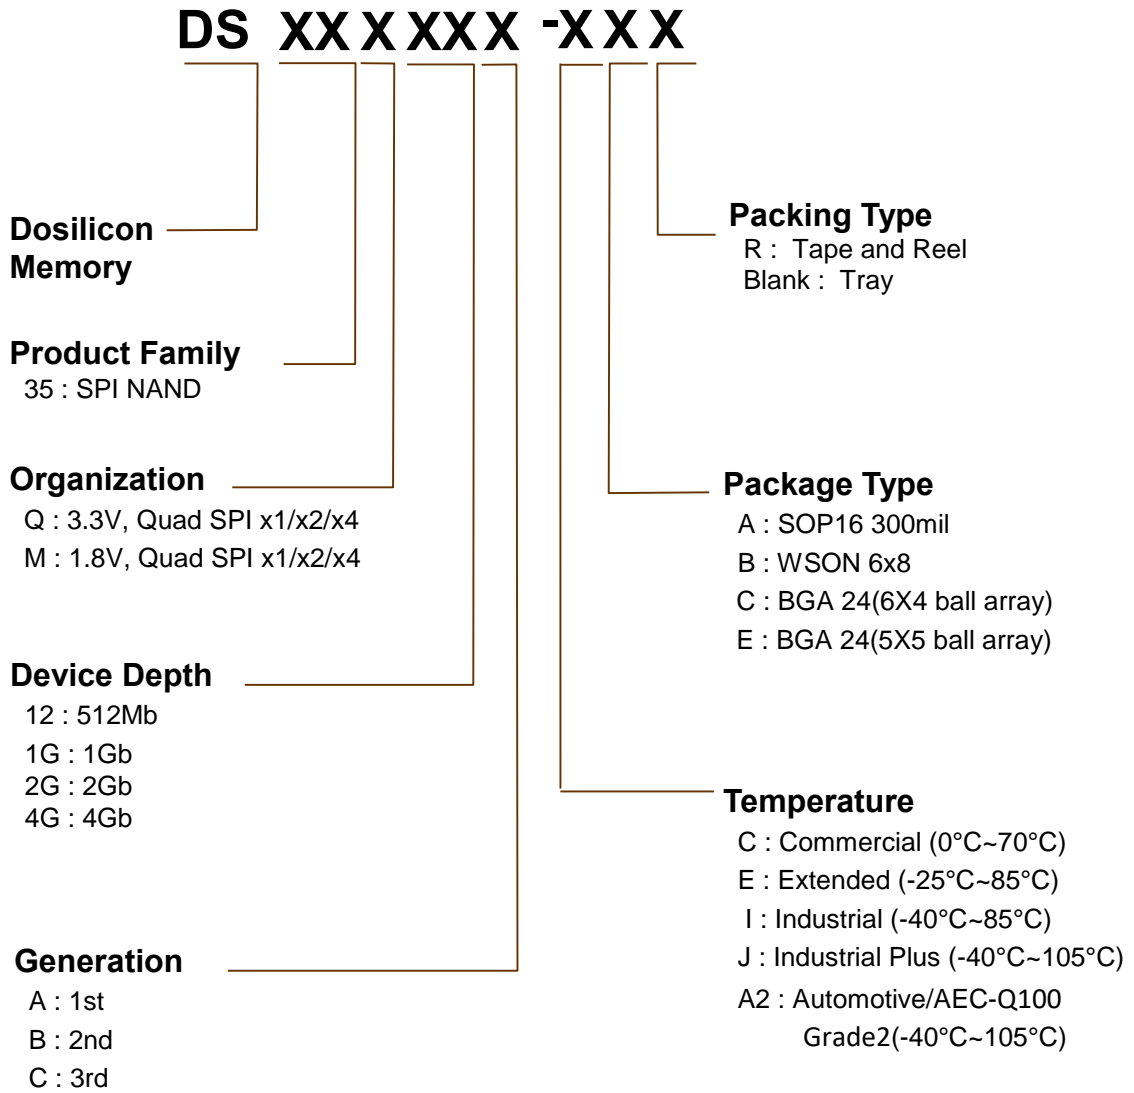 DS XX X XX X -X X X
Dosilicon
Memory
Product Family
35 : SPI NAND
Organization
Q : 3.3V, Quad SPI x1/x2/x4
M : 1.8V, Quad SPI x1/x2/x4
Device Depth
12 : 512Mb
1G : 1Gb
2G : 2Gb
4G : 4Gb
Generation
A : 1st
B : 2nd
C : 3rd
Packing Type
R : Tape and Reel
Blank : Tray
Package Type
A : SOP16 300mil
B : WSON 6x8
C : BGA 24(6X4 ball array)
E : BGA 24(5X5 ball array)
Temperature
C : Commercial (0°C~70°C)
E : Extended (-25°C~85°C)
I : Industrial (-40°C~85°C)
J : Industrial Plus (-40°C~105°C)
A2 : Automotive/AEC-Q100
Grade2(-40°C~105°C)